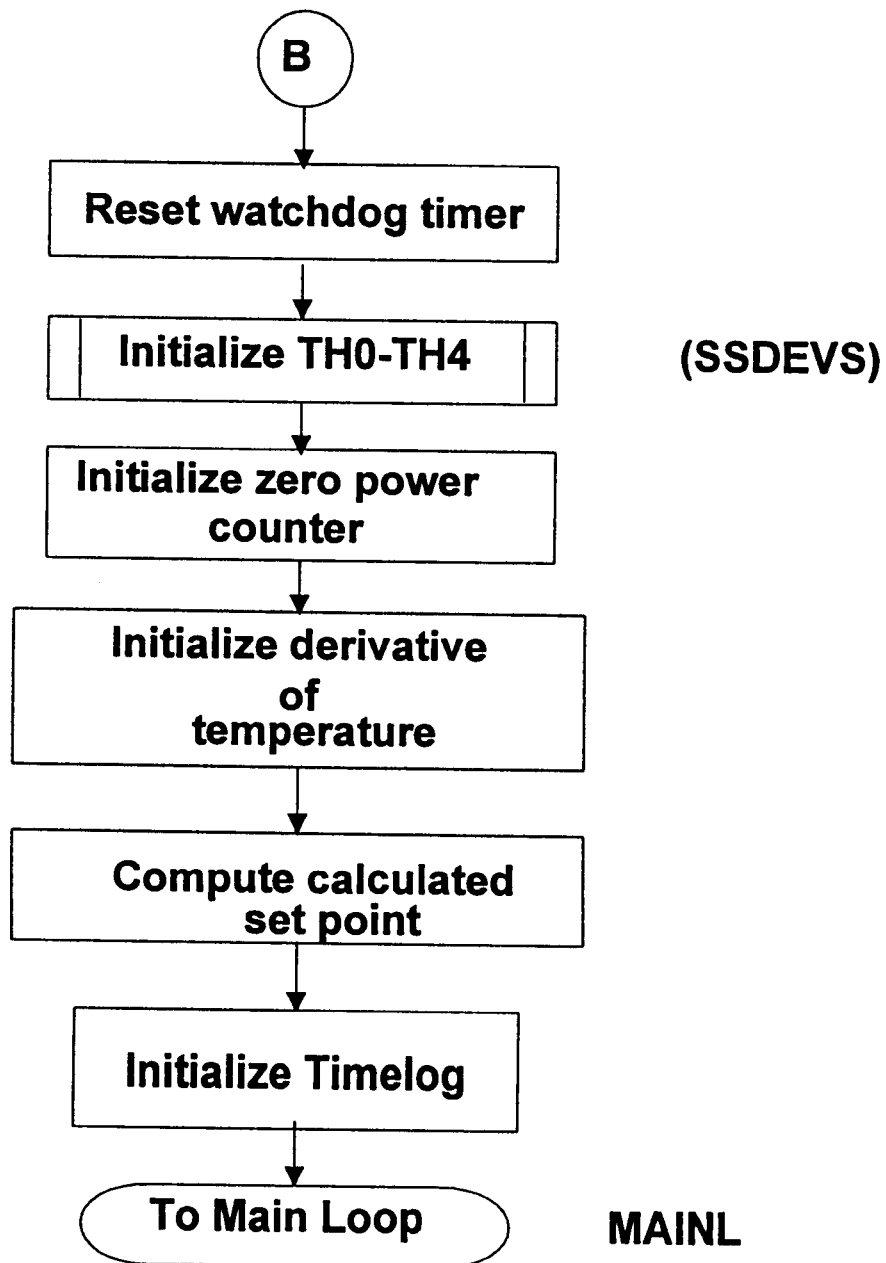 B
Reset watchdog timer
Initialize TH0-TH4
(SSDEVS)
Initialize zero power
counter
Initialize derivative
of
temperature
Compute calculated
set point
Initialize Timelog
To Main Loop
MAINL